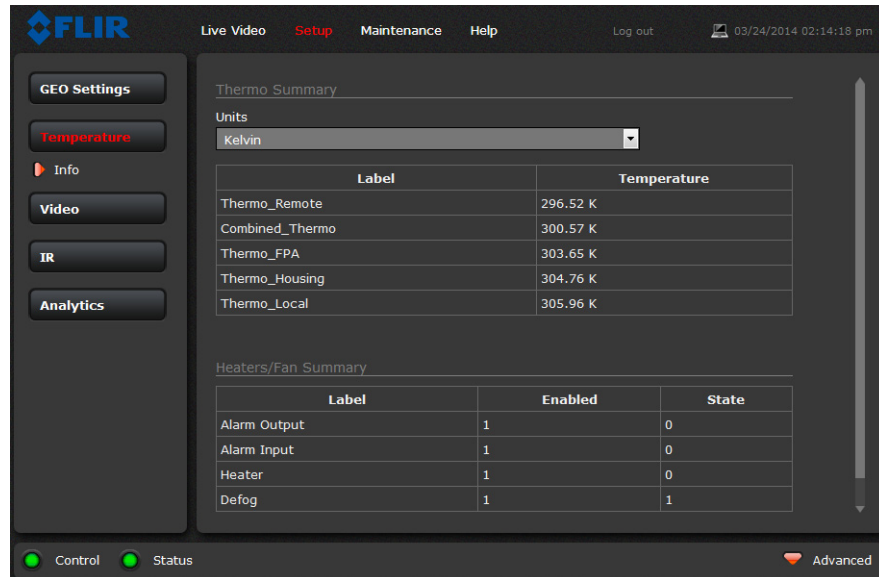 FLIR
Live Video Setup Maintenance Help Log out 03/24/2014 02:14:18 pm
GEO Settings
Temperature
Info
Video
IR
Analytics
Thermo Summary
Units
Kelvin
Label Temperature
Thermo_Remote 296.52 K
Combined_Thermo 300.57 K
Thermo_FPA 303.65 K
Thermo_Housing 304.76 K
Thermo_Local 305.96 K
Heaters/Fan Summary
Label Enabled State
Alarm Output 1 0
Alarm Input 1 0
Heater 1 0
Defog 1 1
Control Status Advanced